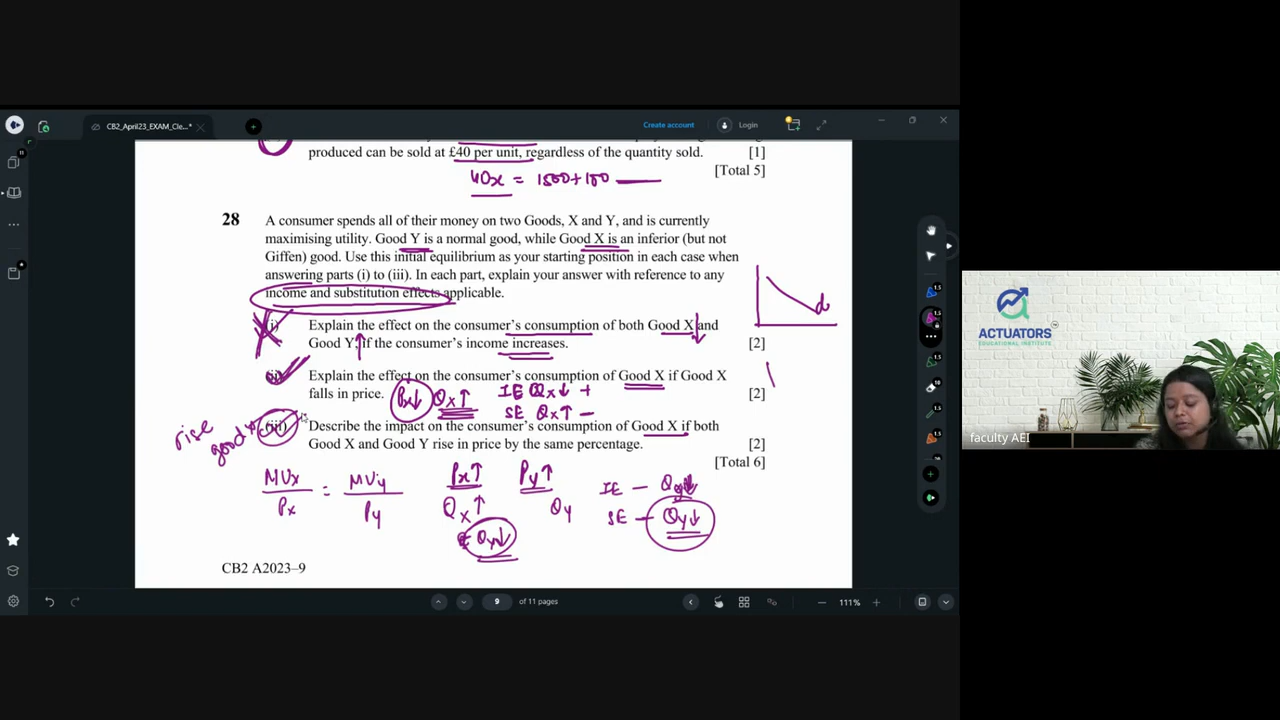 Create account
Login
CB2_April23_EXAM_Cle...*
produced can be sold at £40 per unit, regardless of the quantity sold. [1]
[Total 5]
40x = 1500+100
28 A consumer spends all of their money on two Goods, X and Y, and is currently
maximising utility. Good Y is a normal good, while Good X is an inferior (but not
Giffen) good. Use this initial equilibrium as your starting position in each case when
answering parts (i) to (iii). In each part, explain your answer with reference to any
income and substitution effects applicable.
d
(i) Explain the effect on the consumer's consumption of both Good X and
Good Y, if the consumer's income increases. [2]
(ii) Explain the effect on the consumer's consumption of Good X if Good X
falls in price. [2]
Px↓ Qx↑ IE Qx↓ +
SE Qx↑ –
rise
good x
(iii) Describe the impact on the consumer's consumption of Good X if both
Good X and Good Y rise in price by the same percentage. [2]
[Total 6]
MUx / Px = MUy / Py
Px↑ Py↑
Qx↑ Qy
Qy↓
IE –
SE – Qy↓
CB2 A2023–9
9 of 11 pages
111%
ACTUATORS
EDUCATIONAL INSTITUTE
faculty AEI